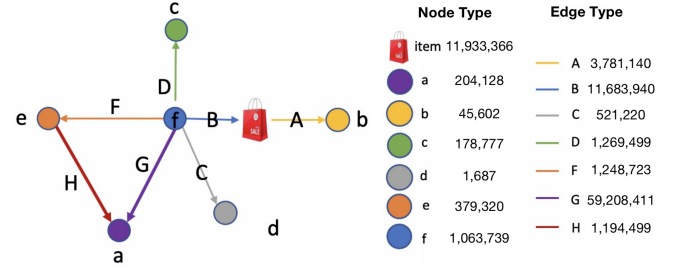 c
D
e
F
f
B
SALE
A
b
H
G
C
a
d
Node Type
Edge Type
item 11,933,366
a 204,128
b 45,602
c 178,777
d 1,687
e 379,320
f 1,063,739
A 3,781,140
B 11,683,940
C 521,220
D 1,269,499
F 1,248,723
G 59,208,411
H 1,194,499